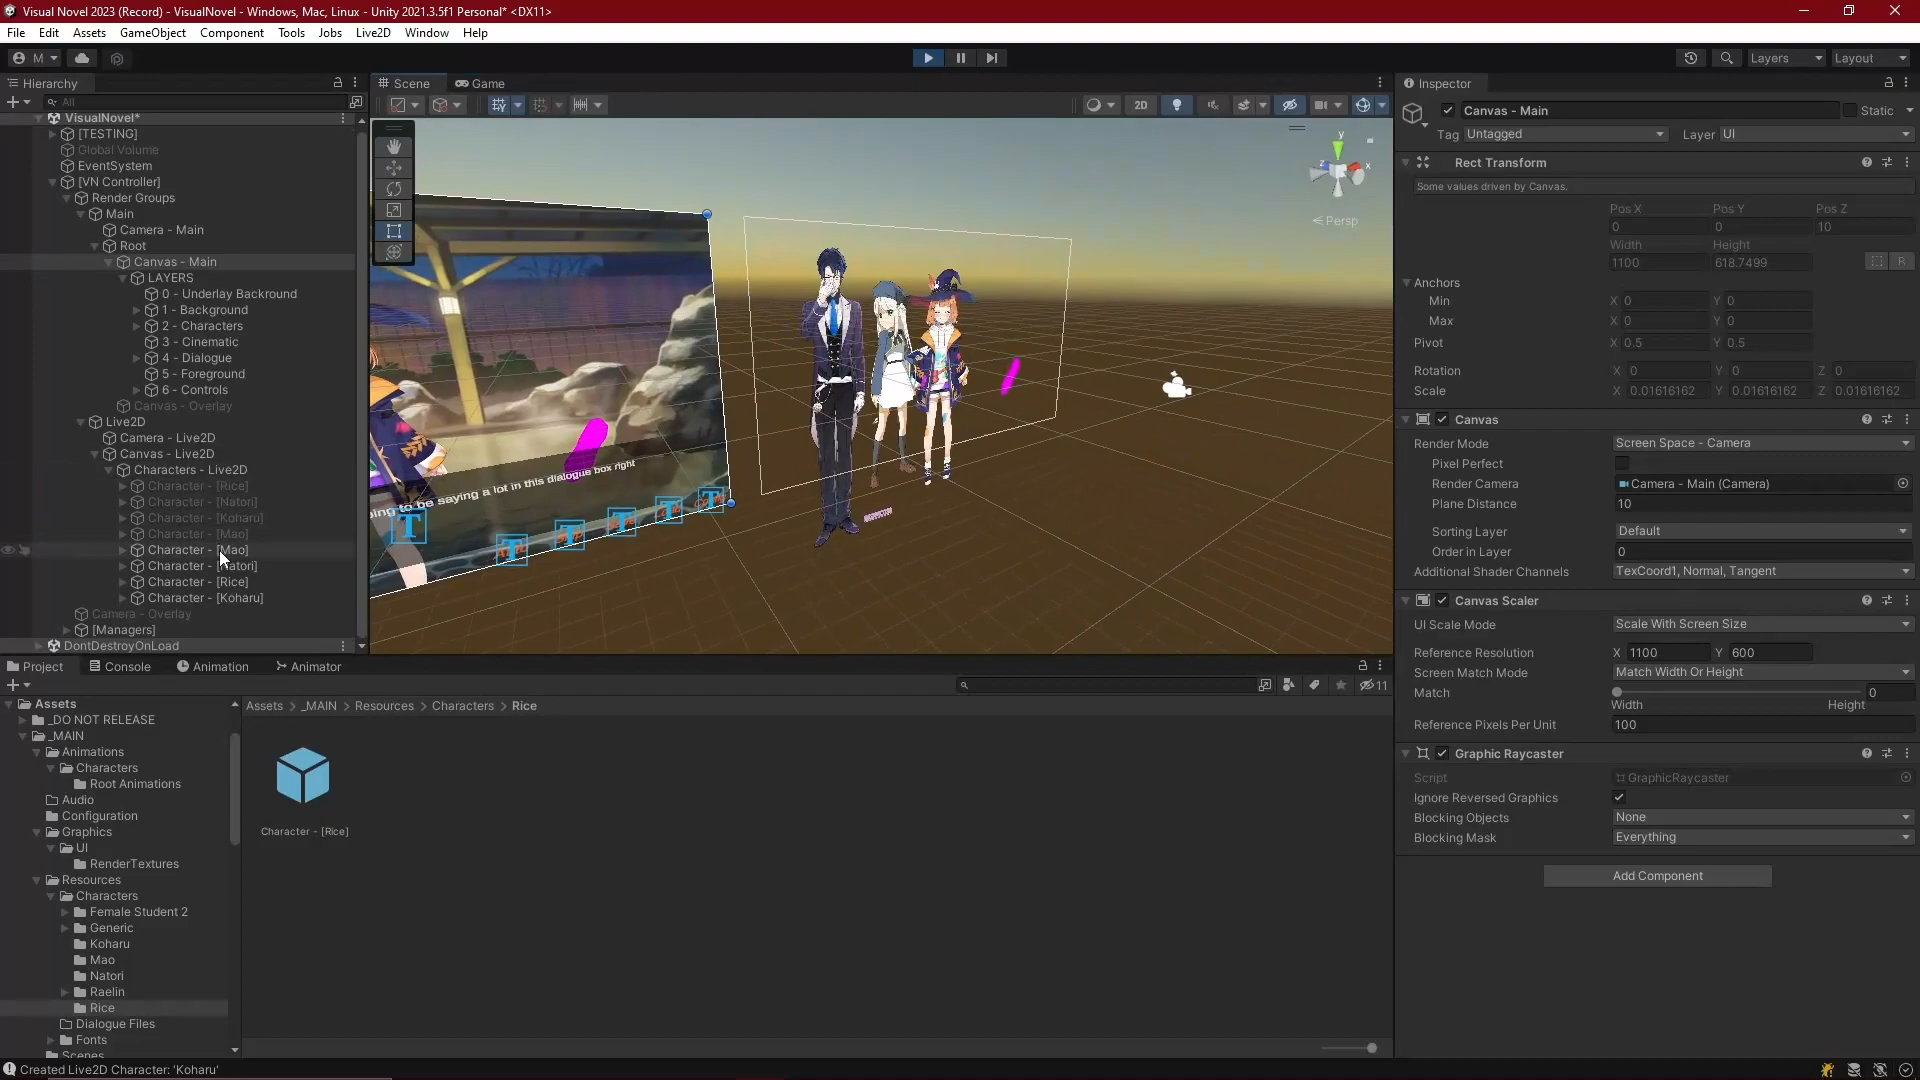 Visual Novel 2023 (Record) - VisualNovel - Windows, Mac, Linux - Unity 2021.3.5f1 Personal* <DX11>
File Edit Assets GameObject Component Tools Jobs Live2D Window Help
M
Layers
Layout
Hierarchy
All
VisualNovel*
[TESTING]
Global Volume
EventSystem
[VN Controller]
Render Groups
Main
Camera - Main
Root
Canvas - Main
LAYERS
0 - Underlay Backround
1 - Background
2 - Characters
3 - Cinematic
4 - Dialogue
5 - Foreground
6 - Controls
Canvas - Overlay
Live2D
Camera - Live2D
Canvas - Live2D
Characters - Live2D
Character - [Rice]
Character - [Natori]
Character - [Koharu]
Character - [Mao]
Character - [Mao]
Character - [Natori]
Character - [Rice]
Character - [Koharu]
Camera - Overlay
[Managers]
DontDestroyOnLoad
Scene
Game
2D
y
x
z
Persp
ing to be saying a lot in this dialogue box right
T
T
T
T
T
T
Inspector
Canvas - Main
Static
Tag Untagged
Layer UI
Rect Transform
Some values driven by Canvas.
Pos X Pos Y Pos Z
0 0 10
Width Height
1100 618.7499
R
Anchors
Min X 0 Y 0
Max X 0 Y 0
Pivot X 0.5 Y 0.5
Rotation X 0 Y 0 Z 0
Scale X 0.01616162 Y 0.01616162 Z 0.01616162
Canvas
Render Mode Screen Space - Camera
Pixel Perfect
Render Camera Camera - Main (Camera)
Plane Distance 10
Sorting Layer Default
Order in Layer 0
Additional Shader Channels TexCoord1, Normal, Tangent
Canvas Scaler
UI Scale Mode Scale With Screen Size
Reference Resolution X 1100 Y 600
Screen Match Mode Match Width Or Height
Match 0
Width Height
Reference Pixels Per Unit 100
Graphic Raycaster
Script GraphicRaycaster
Ignore Reversed Graphics
Blocking Objects None
Blocking Mask Everything
Add Component
Project
Console
Animation
Animator
11
Assets
_DO NOT RELEASE
_MAIN
Animations
Characters
Root Animations
Audio
Configuration
Graphics
UI
RenderTextures
Resources
Characters
Female Student 2
Generic
Koharu
Mao
Natori
Raelin
Rice
Dialogue Files
Fonts
Scenes
Assets > _MAIN > Resources > Characters > Rice
Character - [Rice]
Created Live2D Character: 'Koharu'